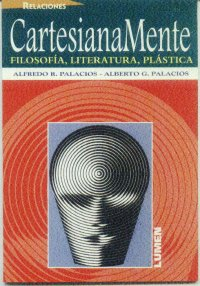 RELACIONES
CartesianaMente
FILOSOFÍA, LITERATURA, PLÁSTICA
ALFREDO R. PALACIOS - ALBERTO G. PALACIOS
LUMEN